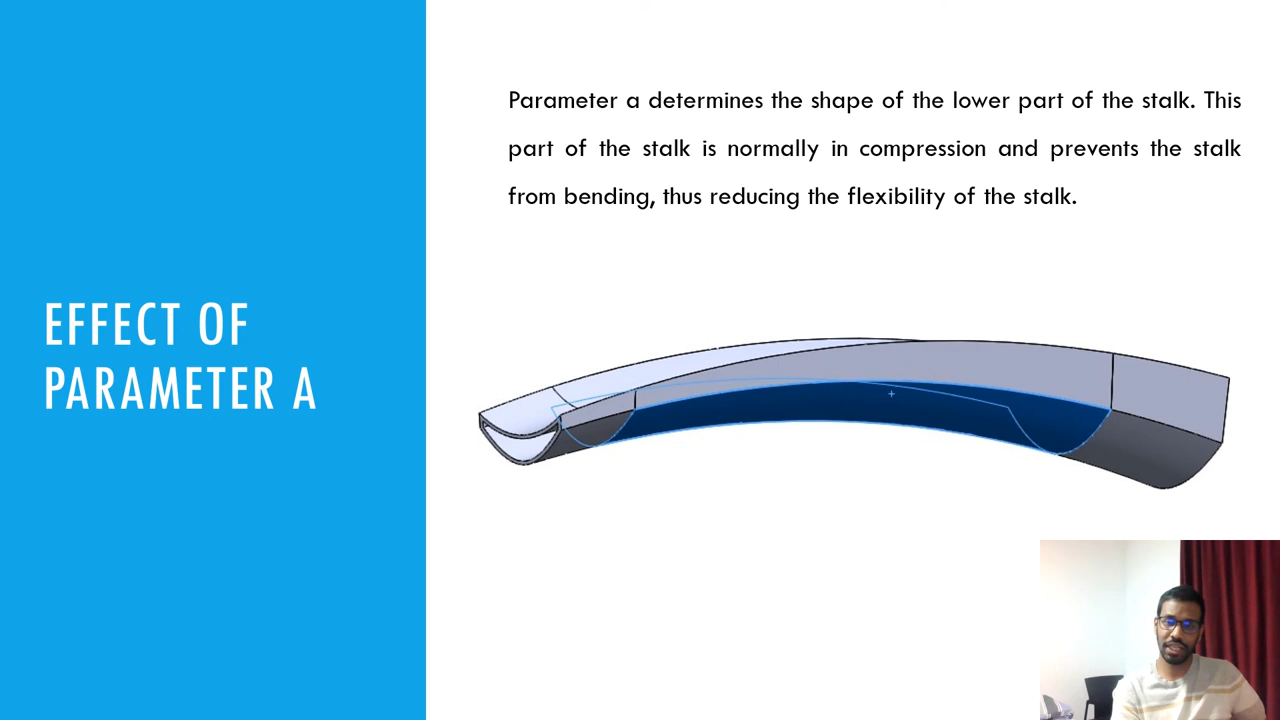 EFFECT OF
PARAMETER A
Parameter a determines the shape of the lower part of the stalk. This
part of the stalk is normally in compression and prevents the stalk
from bending, thus reducing the flexibility of the stalk.